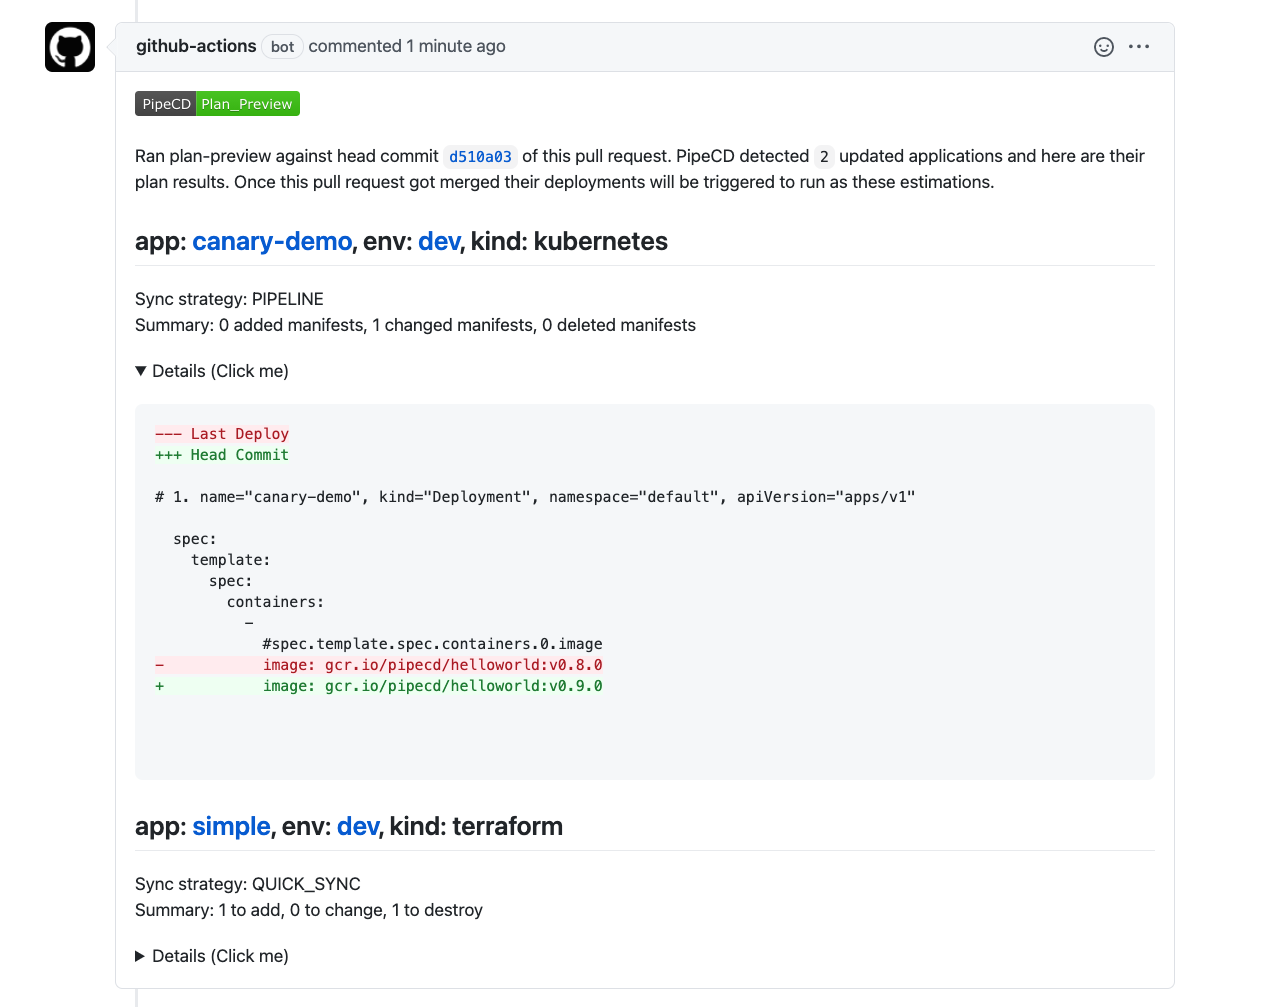 github-actions bot commented 1 minute ago
PipeCD Plan_Preview
Ran plan-preview against head commit d510a03 of this pull request. PipeCD detected 2 updated applications and here are their
plan results. Once this pull request got merged their deployments will be triggered to run as these estimations.
app: canary-demo, env: dev, kind: kubernetes
Sync strategy: PIPELINE
Summary: 0 added manifests, 1 changed manifests, 0 deleted manifests
Details (Click me)
--- Last Deploy
+++ Head Commit
# 1. name="canary-demo", kind="Deployment", namespace="default", apiVersion="apps/v1"
spec:
template:
spec:
containers:
-
#spec.template.spec.containers.0.image
- image: gcr.io/pipecd/helloworld:v0.8.0
+ image: gcr.io/pipecd/helloworld:v0.9.0
app: simple, env: dev, kind: terraform
Sync strategy: QUICK_SYNC
Summary: 1 to add, 0 to change, 1 to destroy
Details (Click me)